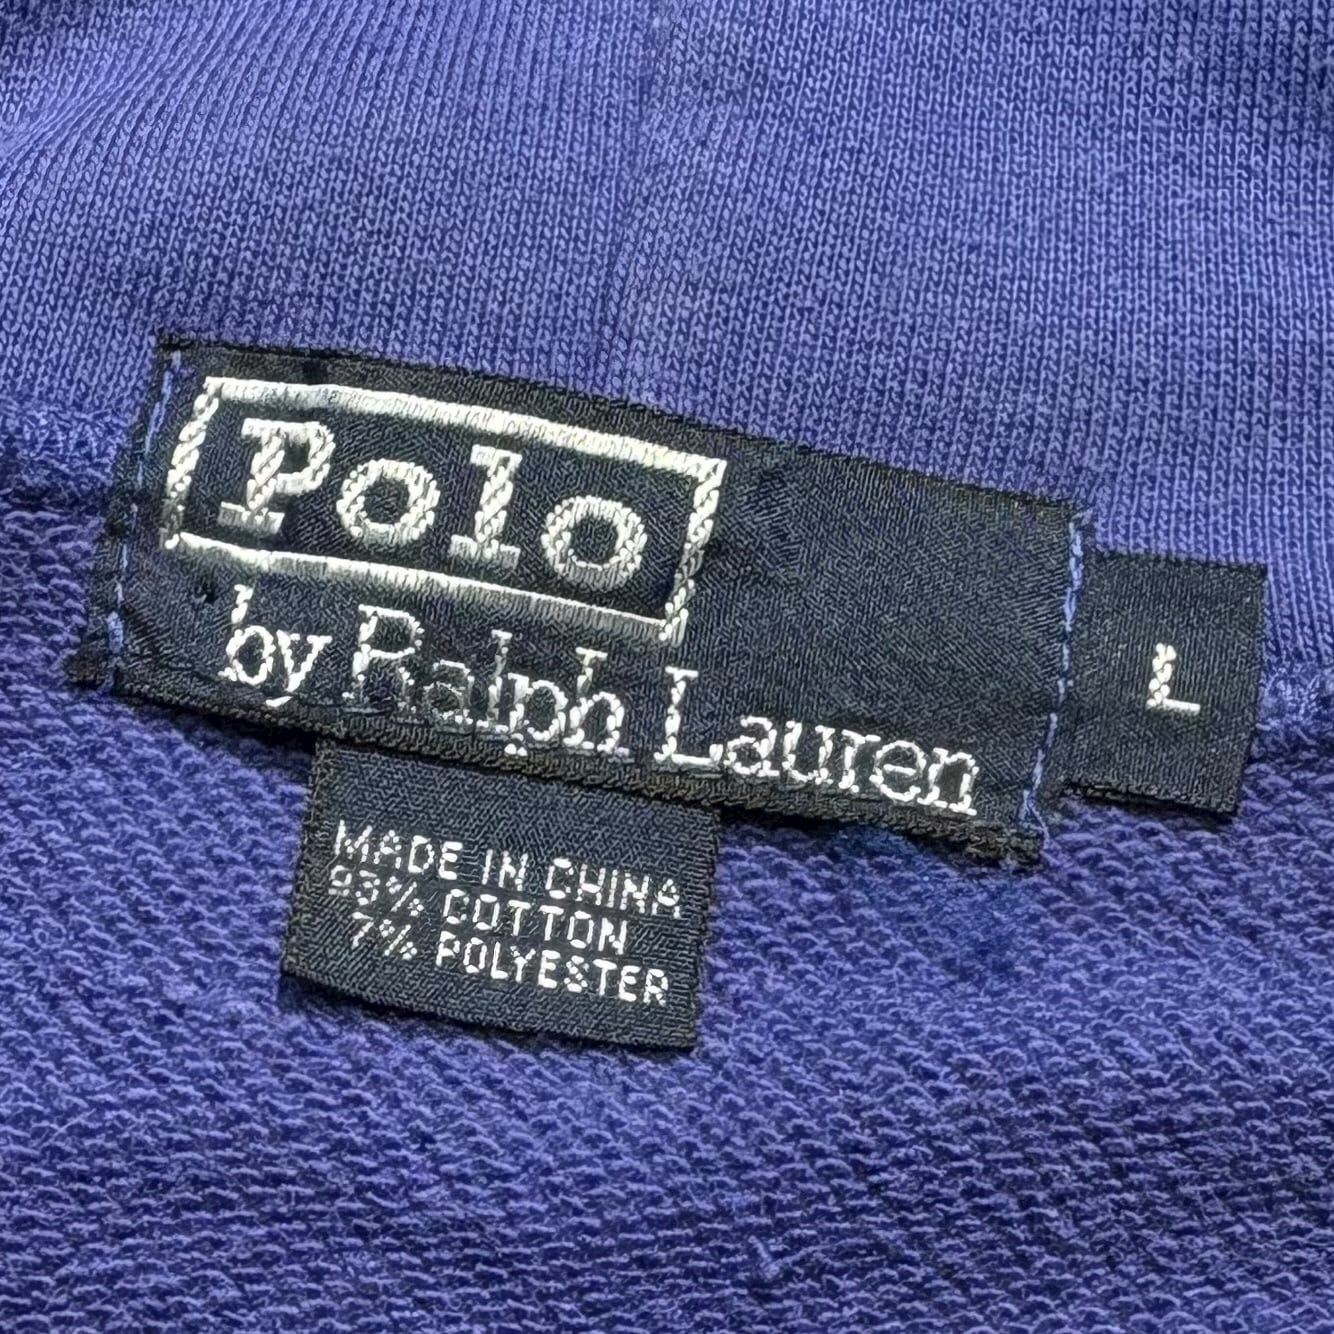 Polo
by Ralph Lauren
L
MADE IN CHINA
93% COTTON
7% POLYESTER